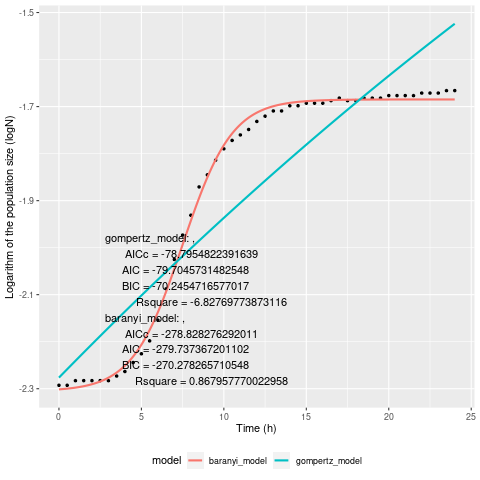 -1.5
-1.7
-1.9
-2.1
-2.3
Logarithm of the population size (logN)
gompertz_model: ,
AICc = -78.7954822391639
AIC = -79.7045731482548
BIC = -70.2454716577017
Rsquare = -6.82769773873116
baranyi_model: ,
AICc = -278.828276292011
AIC = -279.737367201102
BIC = -270.278265710548
Rsquare = 0.867957770022958
0 5 10 15 20 25
Time (h)
model baranyi_model gompertz_model